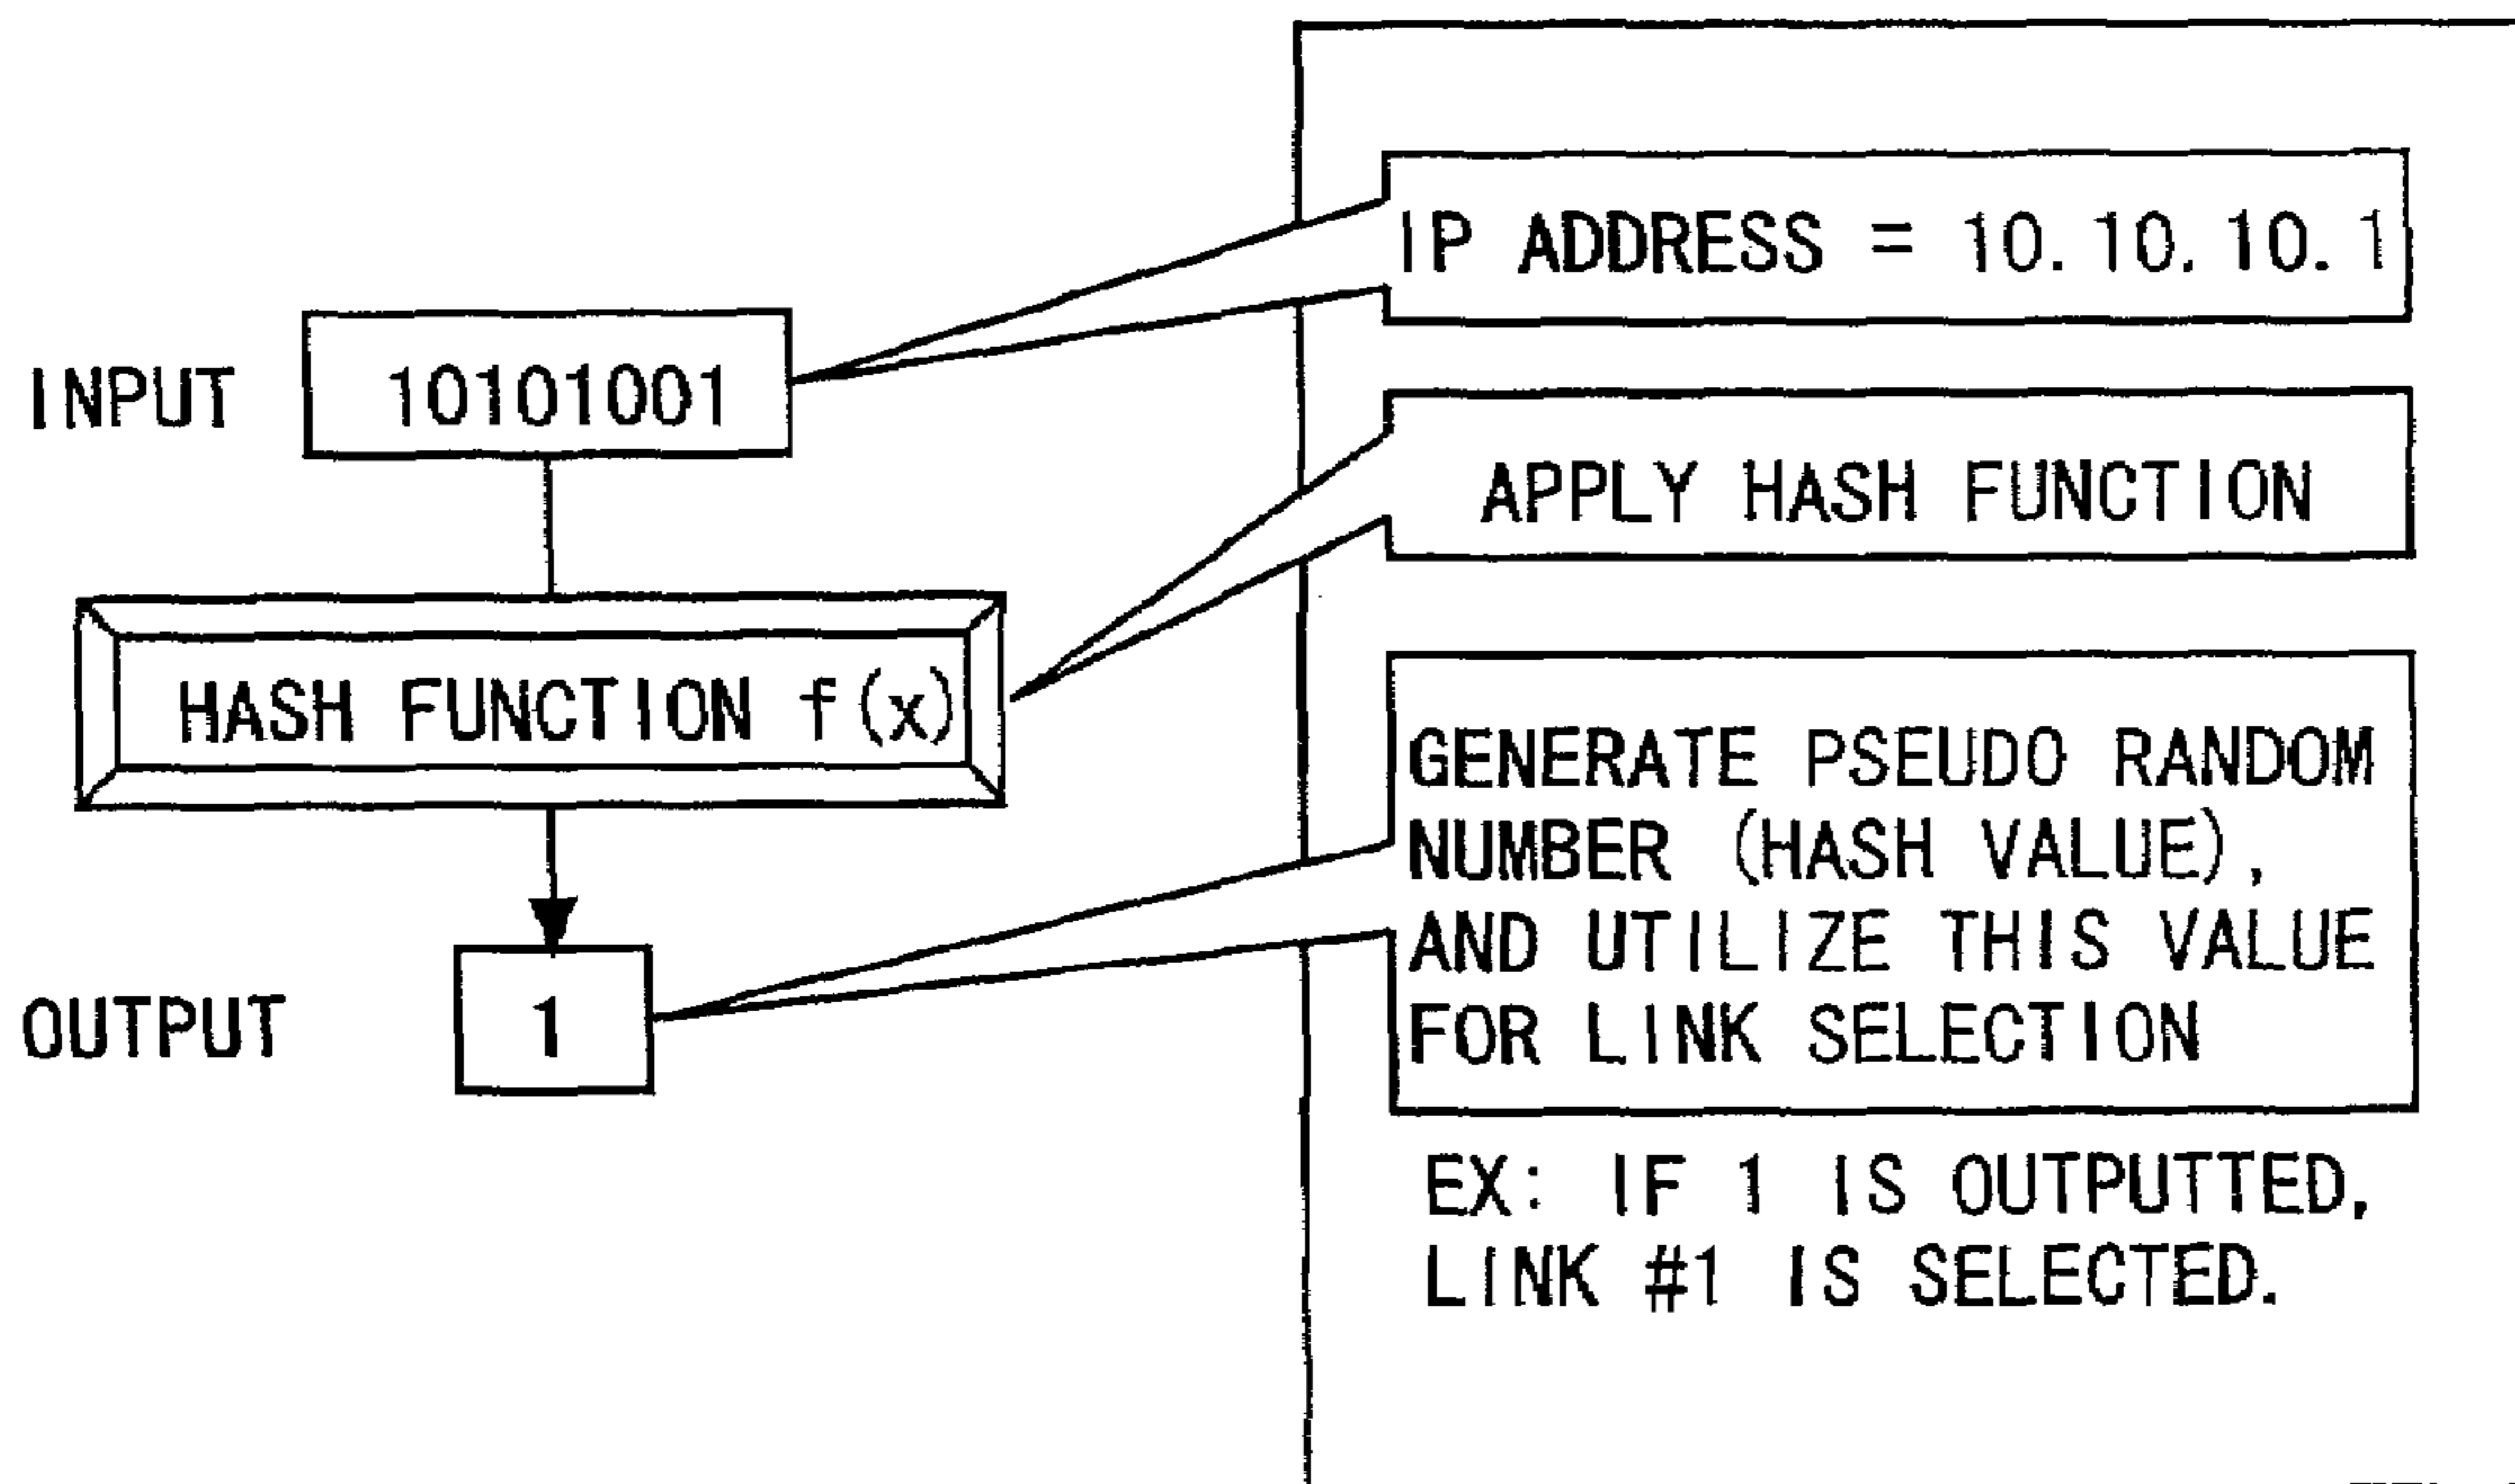 IP ADDRESS = 10. 10. 10. 1
INPUT 10101001
APPLY HASH FUNCTION
HASH FUNCTION f(x)
GENERATE PSEUDO RANDOM
NUMBER (HASH VALUE),
AND UTILIZE THIS VALUE
FOR LINK SELECTION
OUTPUT 1
EX: IF 1 IS OUTPUTTED,
LINK #1 IS SELECTED.